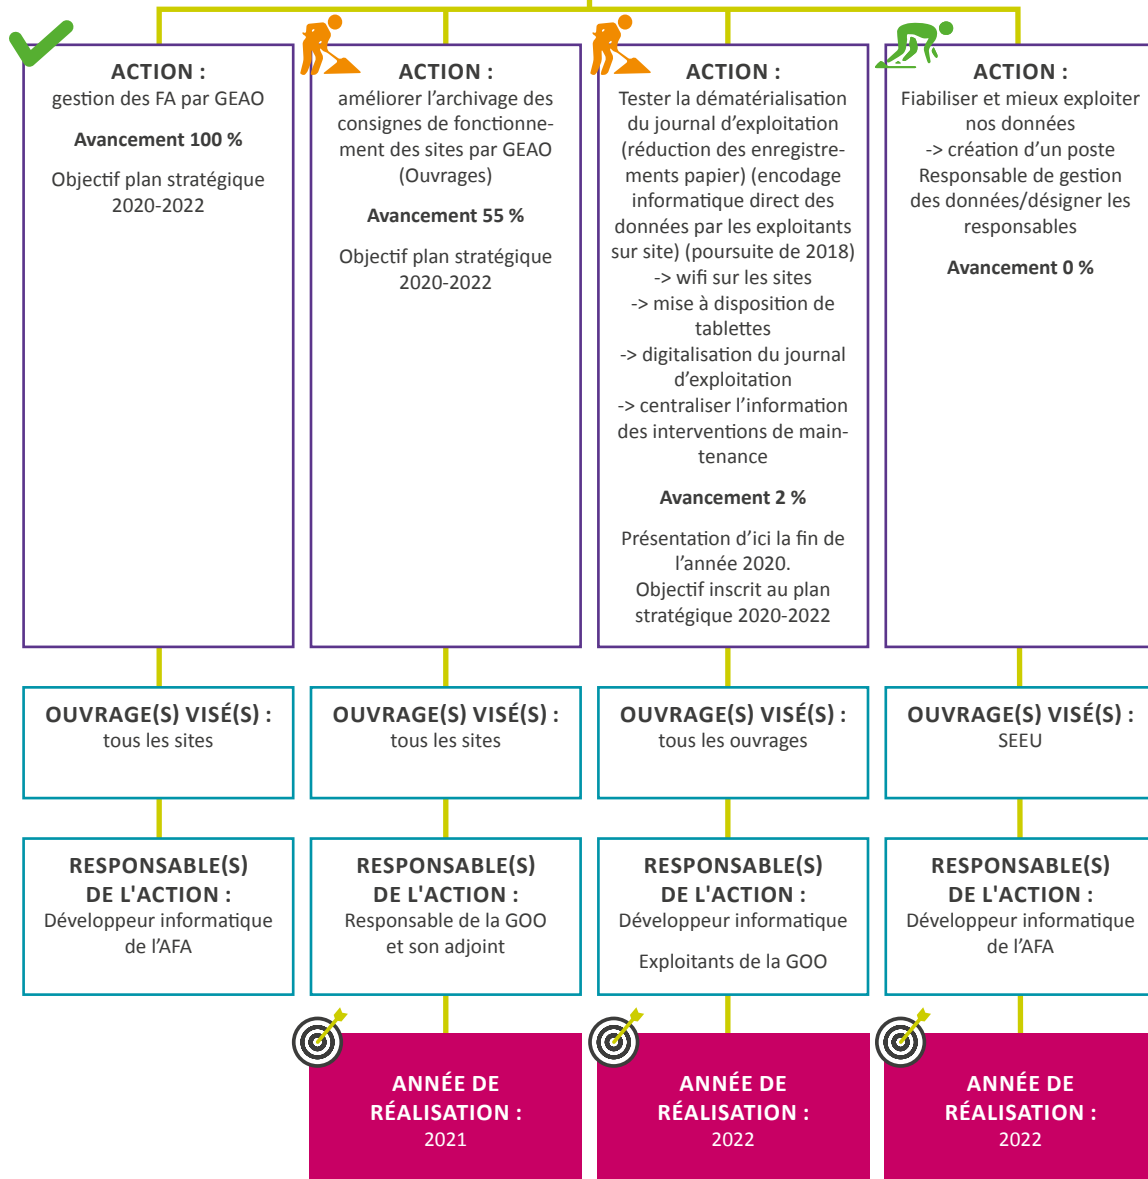 ACTION :
gestion des FA par GEAO
Avancement 100 %
Objectif plan stratégique
2020-2022
ACTION :
améliorer l'archivage des
consignes de fonctionne-
ment des sites par GEAO
(Ouvrages)
Avancement 55 %
Objectif plan stratégique
2020-2022
ACTION :
Tester la dématérialisation
du journal d'exploitation
(réduction des enregistre-
ments papier) (encodage
informatique direct des
données par les exploitants
sur site) (poursuite de 2018)
-> wifi sur les sites
-> mise à disposition de
tablettes
-> digitalisation du journal
d'exploitation
-> centraliser l'information
des interventions de main-
tenance
Avancement 2 %
Présentation d'ici la fin de
l'année 2020.
Objectif inscrit au plan
stratégique 2020-2022
ACTION :
Fiabiliser et mieux exploiter
nos données
-> création d'un poste
Responsable de gestion
des données/désigner les
responsables
Avancement 0 %
OUVRAGE(S) VISÉ(S) :
tous les sites
OUVRAGE(S) VISÉ(S) :
tous les sites
OUVRAGE(S) VISÉ(S) :
tous les ouvrages
OUVRAGE(S) VISÉ(S) :
SEEU
RESPONSABLE(S)
DE L'ACTION :
Développeur informatique
de l'AFA
RESPONSABLE(S)
DE L'ACTION :
Responsable de la GOO
et son adjoint
RESPONSABLE(S)
DE L'ACTION :
Développeur informatique
Exploitants de la GOO
RESPONSABLE(S)
DE L'ACTION :
Développeur informatique
de l'AFA
ANNÉE DE
RÉALISATION :
2021
ANNÉE DE
RÉALISATION :
2022
ANNÉE DE
RÉALISATION :
2022